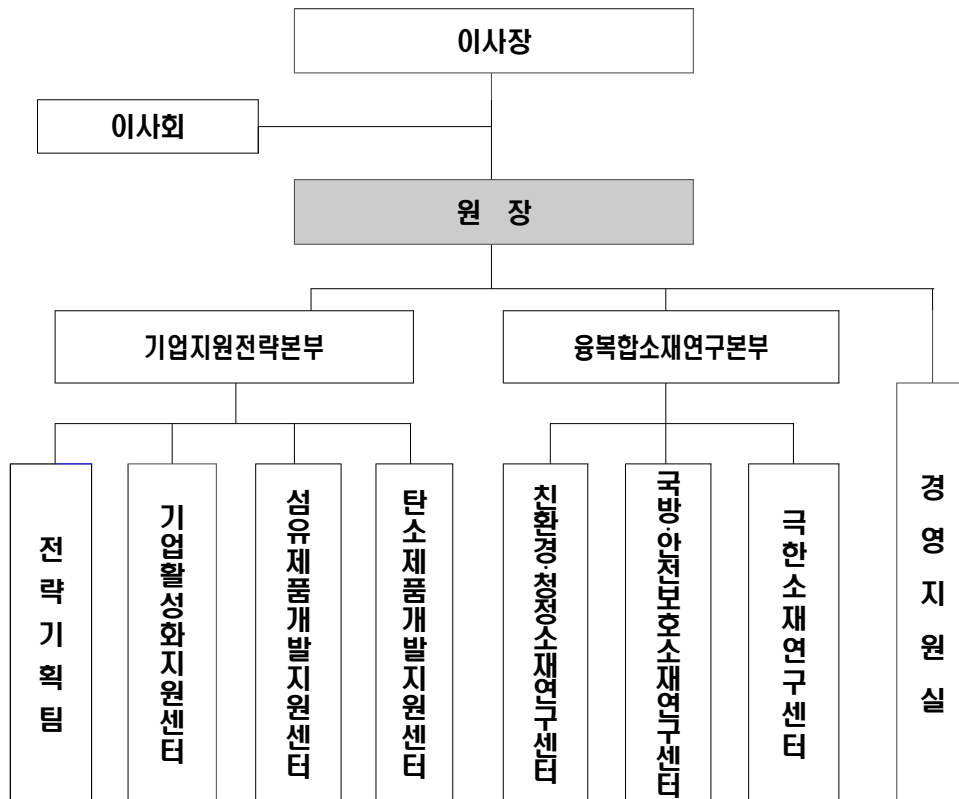 이사장
이사회
원 장
기업지원전략본부
융복합소재연구본부
전략기획팀
기업활성화지원센터
섬유제품개발지원센터
탄소제품개발지원센터
친환경·청정소재연구센터
국방·안전보호소재연구센터
극한소재연구센터
경영지원실